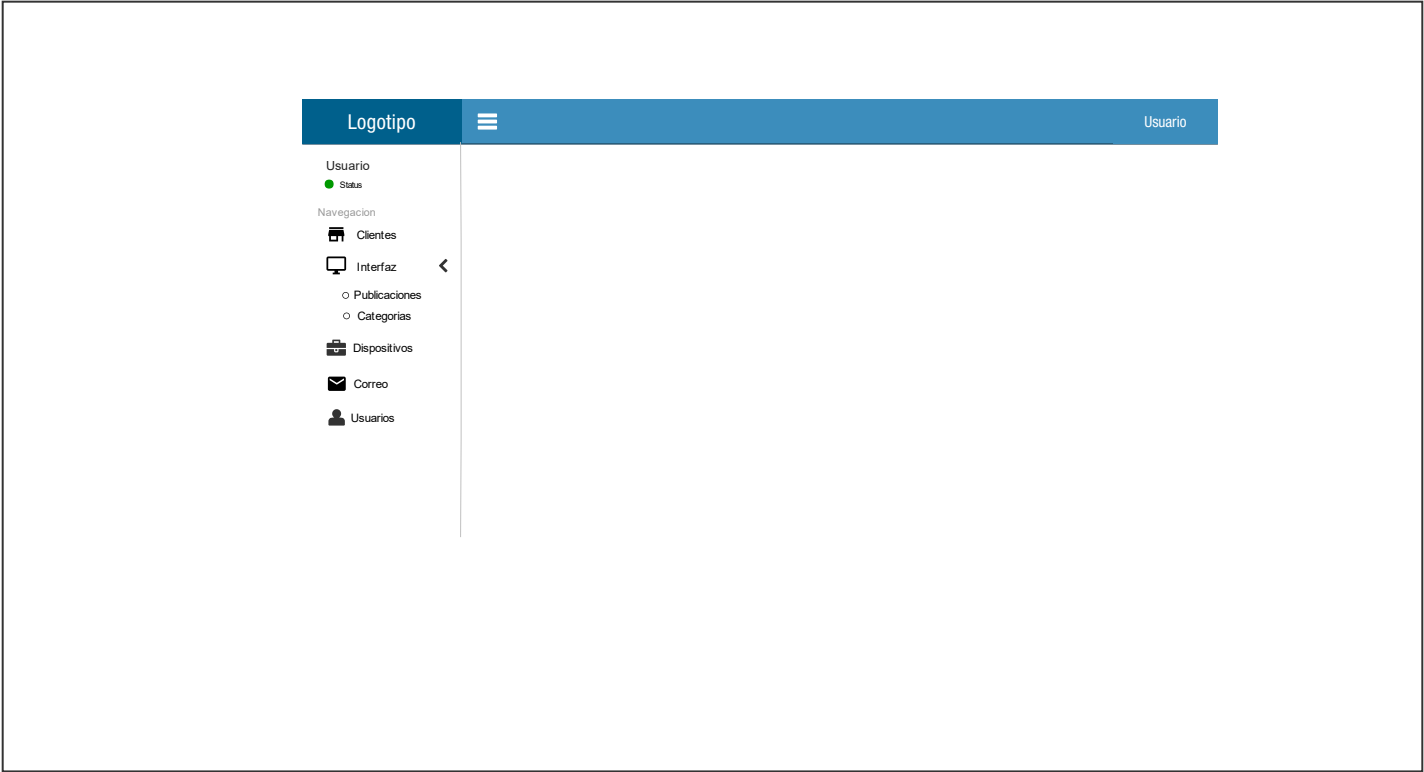 Logotipo
Usuario
Usuario
Status
Navegacion
Clientes
Interfaz
Publicaciones
Categorias
Dispositivos
Correo
Usuarios